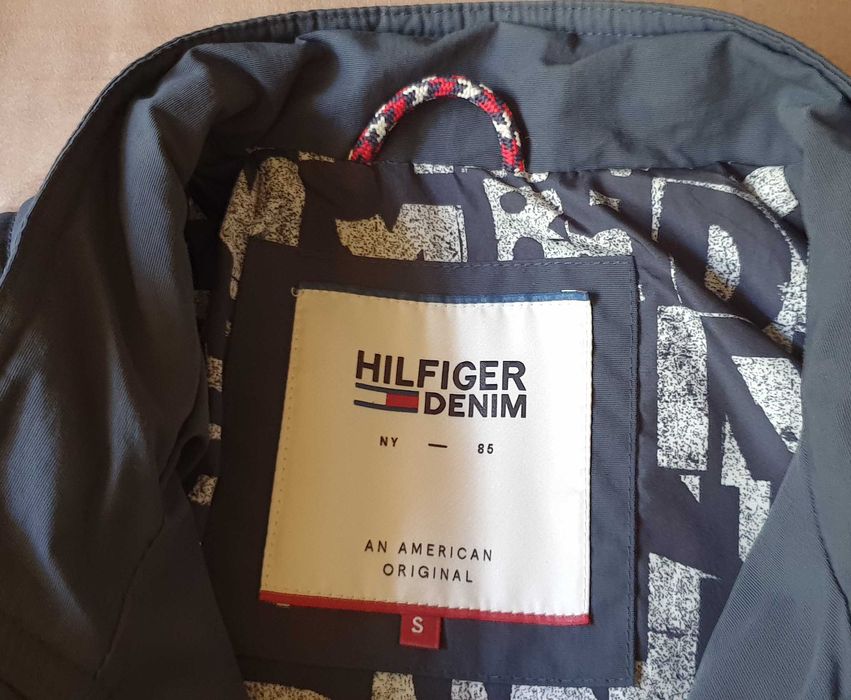 HILFIGER
DENIM
NY — 85
AN AMERICAN
ORIGINAL
S